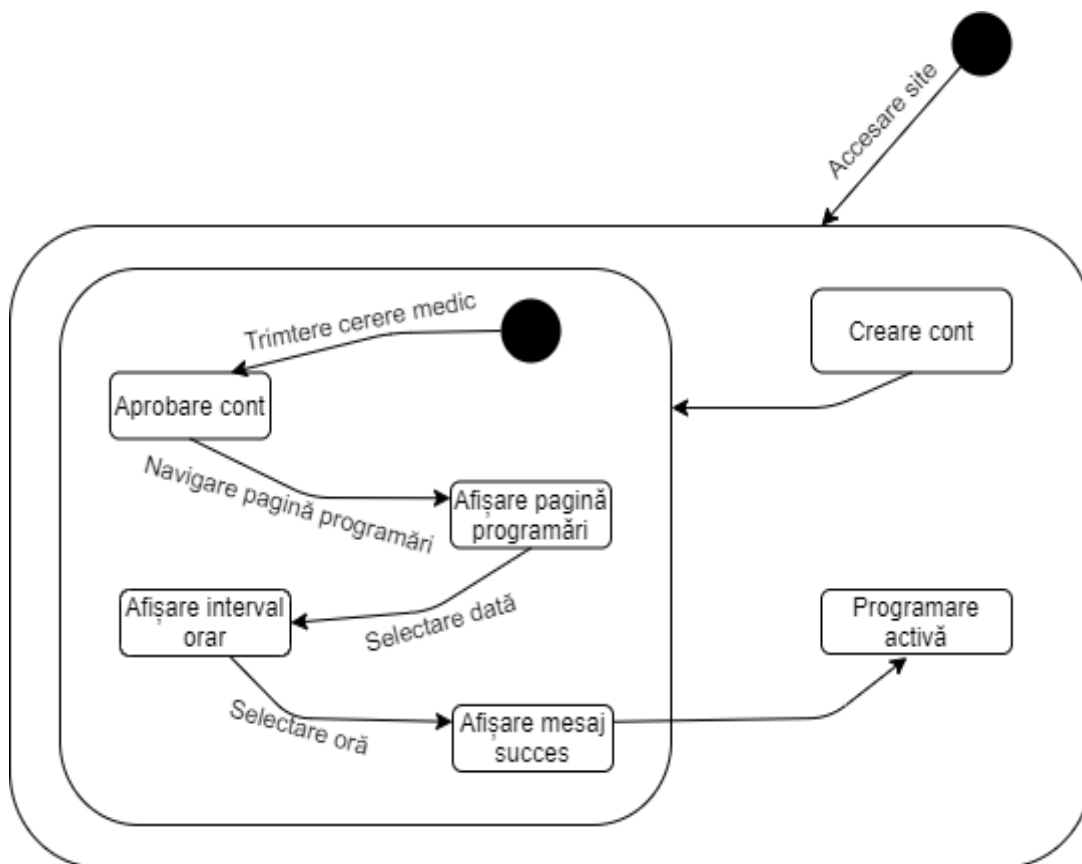 Accesare site
Trimtere cerere medic
Creare cont
Aprobare cont
Navigare pagină programări
Afișare pagină
programări
Afișare interval
orar
Selectare dată
Programare
activă
Selectare oră
Afișare mesaj
succes